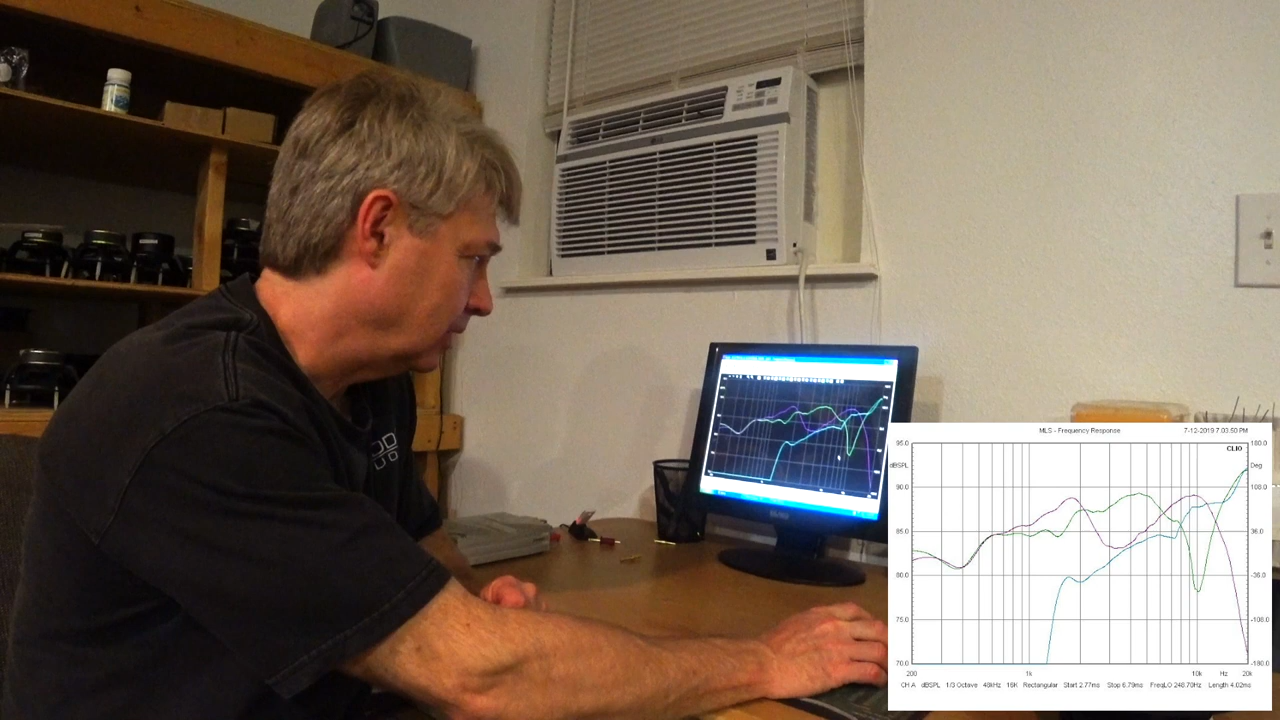 MLS - Frequency Response
7-12-2019 7:03:50 PM
CLIO
95.0
dBSPL
90.0
85.0
80.0
75.0
70.0
180.0
Deg
108.0
36.0
-36.0
-108.0
-180.0
200 1k 10k Hz 20k
CH A dBSPL 1/3 Octave 48kHz 16K Rectangular Start 2.77ms Stop 6.79ms FreqLO 248.70Hz Length 4.02ms